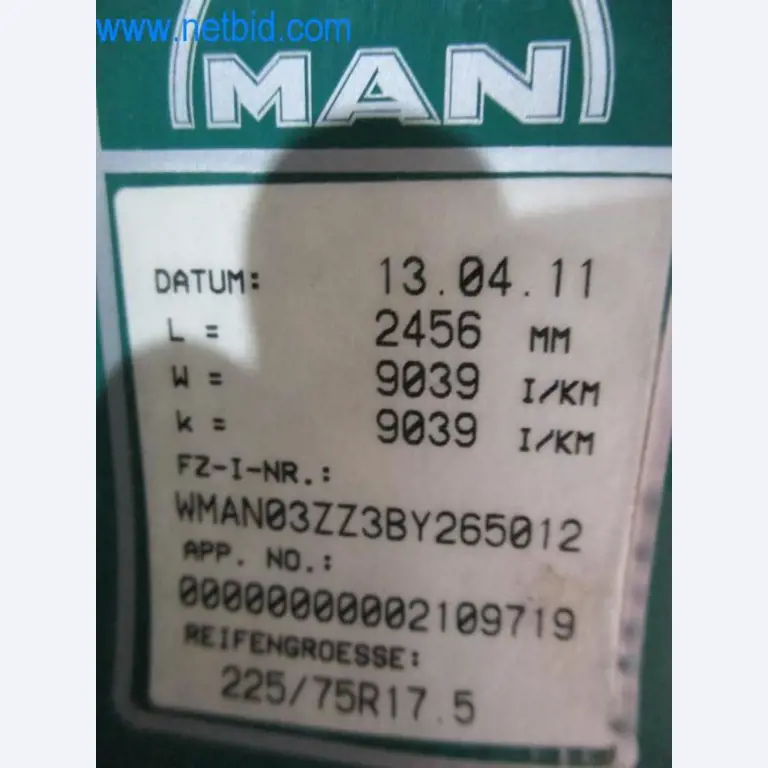 www.netbid.com
MAN
DATUM: 13.04.11
L = 2456 MM
W = 9039 I/KM
k = 9039 I/KM
FZ-I-NR.:
WMAN03ZZ3BY265012
APP. NO.:
00000000002109719
REIFENGROESSE:
225/75R17.5